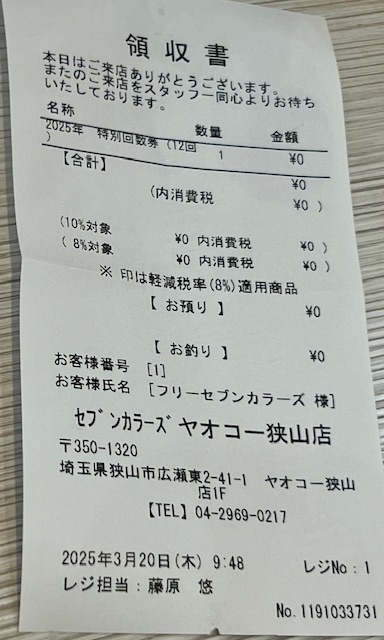 領収書
本日はご来店ありがとうございます。
またのご来店をスタッフ一同心よりお待ち
いたしております。
名称 数量 金額
2025年 特別回数券 (12回 1 ¥0
)
【合計】 ¥0
(内消費税 ¥0 )
(10%対象 ¥0 内消費税 ¥0 )
( 8%対象 ¥0 内消費税 ¥0 )
※ 印は軽減税率(8%)適用商品
【 お預り 】 ¥0
【 お釣り 】 ¥0
お客様番号 [1]
お客様氏名 [フリーセブンカラーズ 様]
ｾﾌﾞﾝｶﾗｰｽﾞヤオコー狭山店
〒350-1320
埼玉県狭山市広瀬東2-41-1 ヤオコー狭山
店1F
【TEL】04-2969-0217
2025年3月20日(木) 9:48 レジNo：1
レジ担当：藤原 悠
No.1191033731